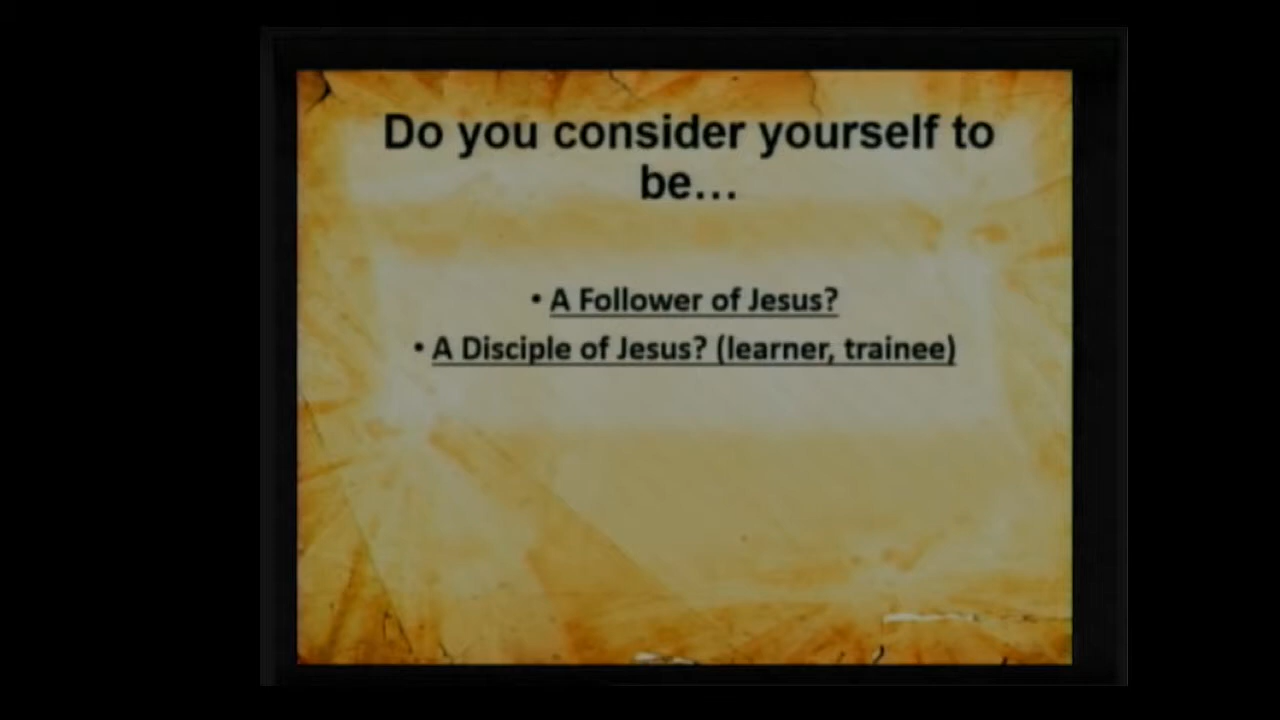 Do you consider yourself to
be…
• A Follower of Jesus?
• A Disciple of Jesus? (learner, trainee)